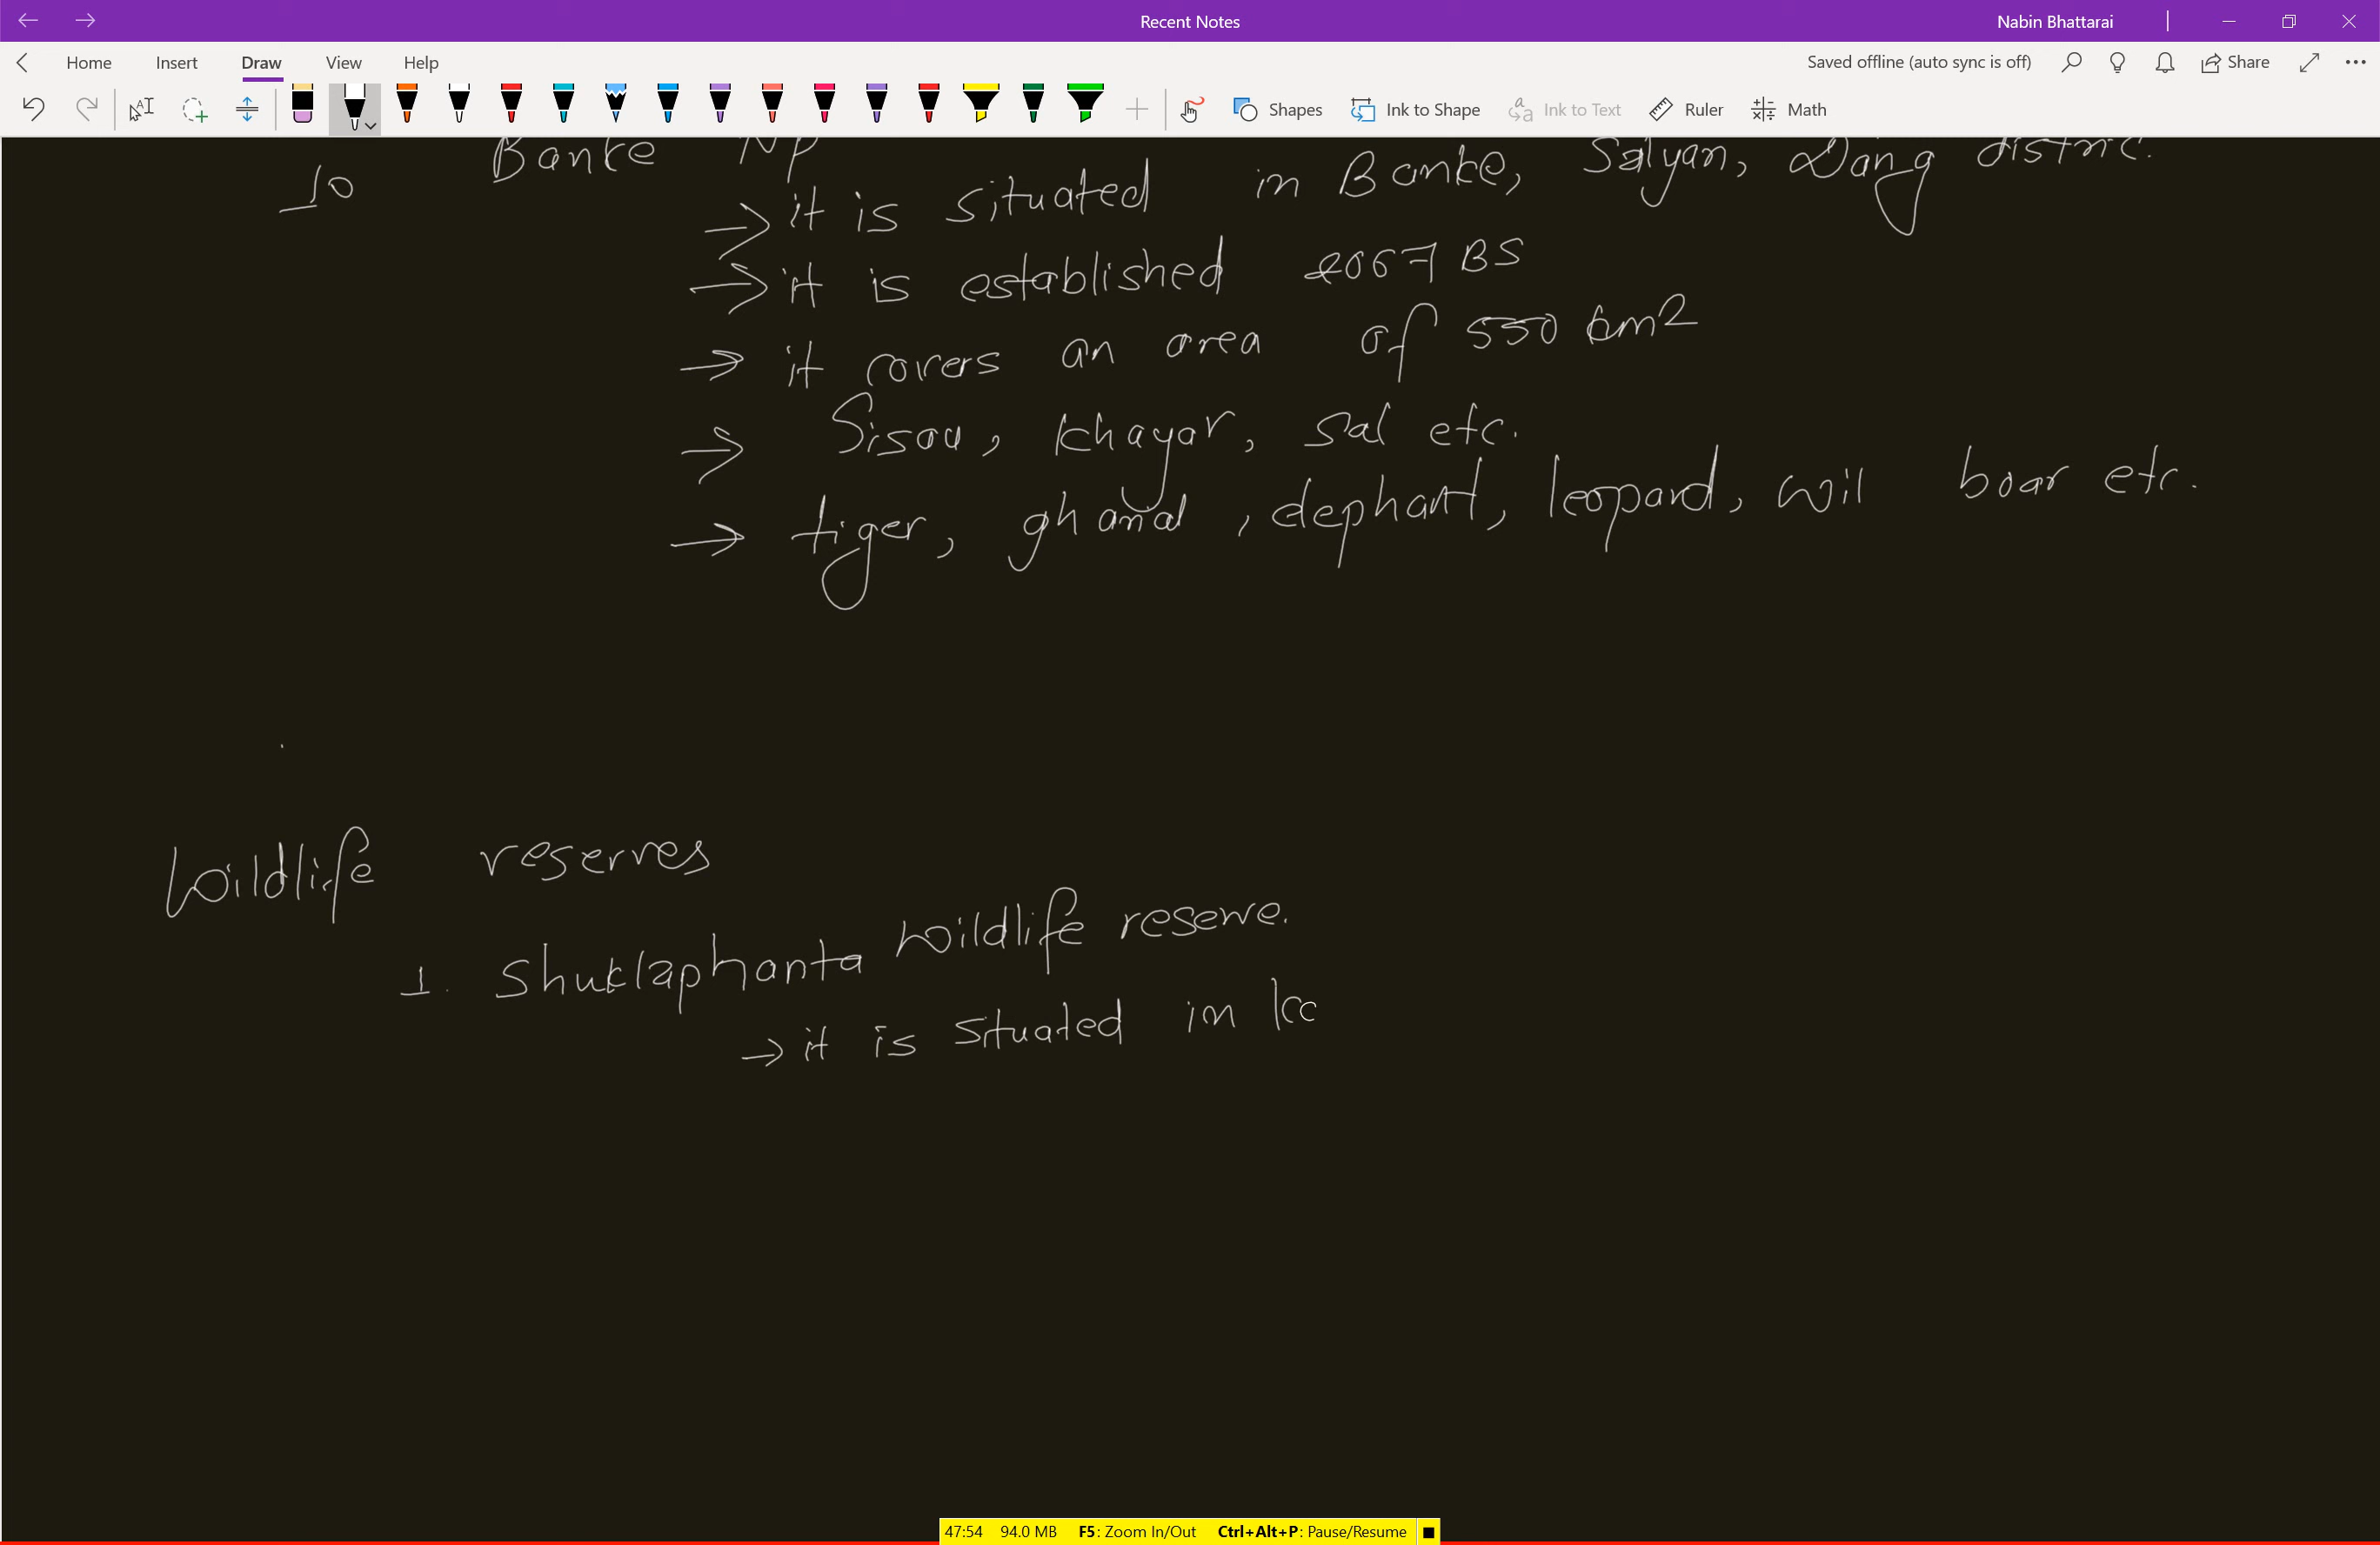 Recent Notes Nabin Bhattarai
Home Insert Draw View Help Saved offline (auto sync is off) Share
Shapes Ink to Shape Ink to Text Ruler Math
10 Banke Np
→ it is situated in Banke, Salyan, Dang distric.
→ it is established 2067 BS
→ it covers an area of 550 km2
→ Sisau, khayar, sal etc.
→ tiger, gharial, elephant, leopard, wil boar etc.
Wildlife reserves
1. Shuklaphanta wildlife reserve.
→ it is situated in kc
47:54 94.0 MB F5: Zoom In/Out Ctrl+Alt+P: Pause/Resume